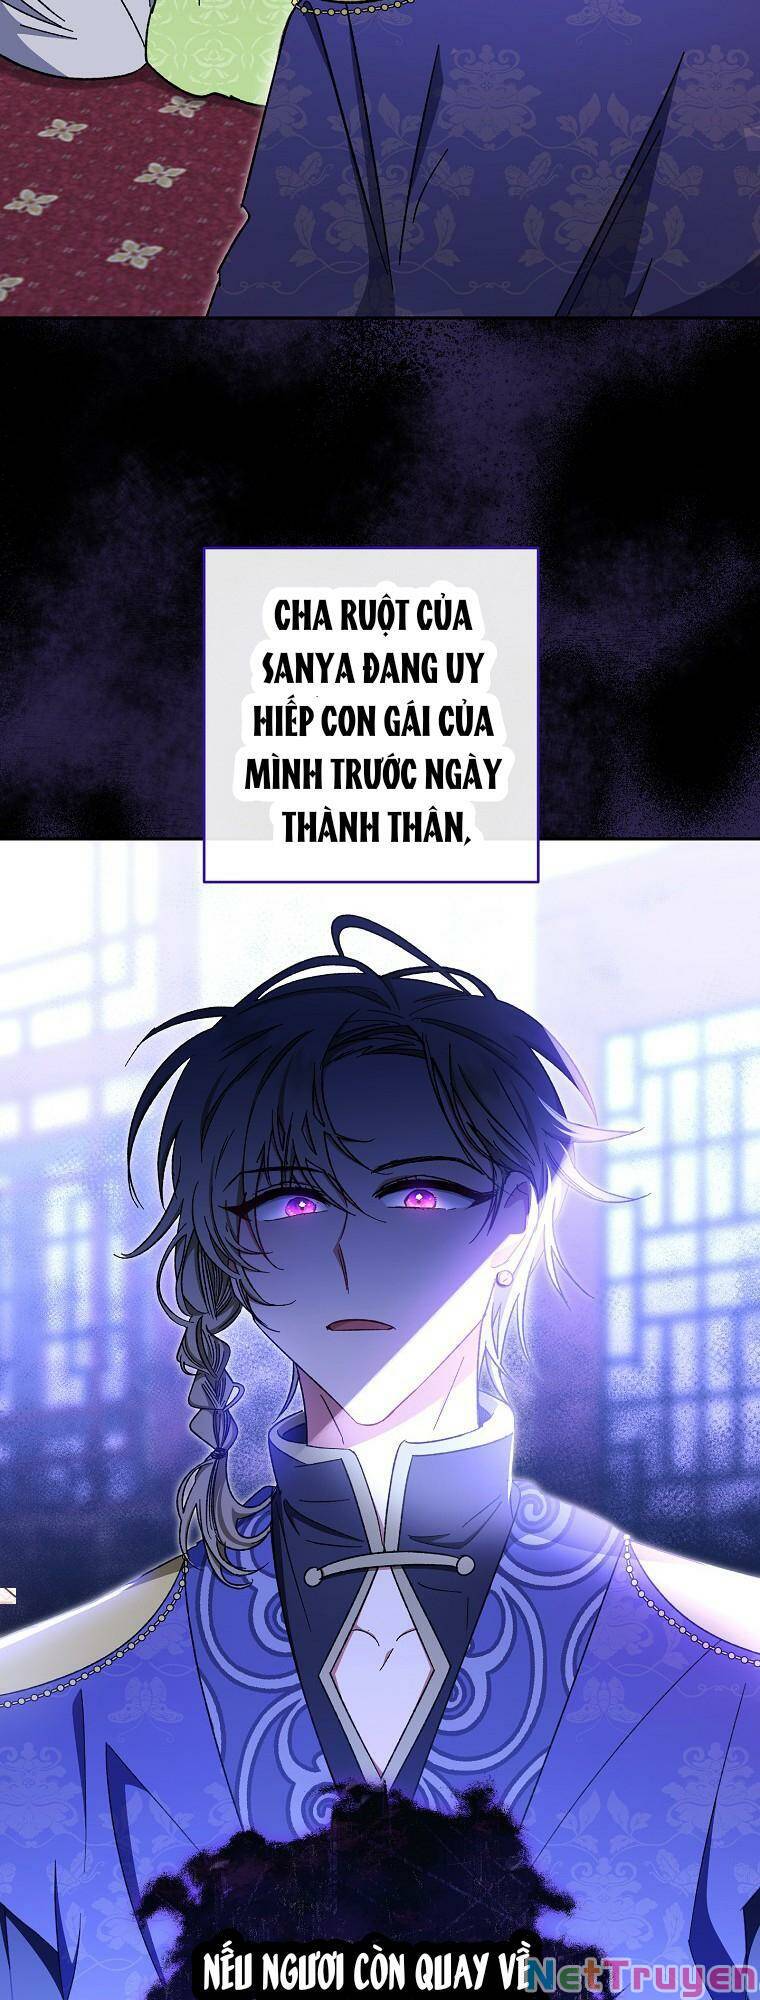 CHA RUỘT CỦA
SANYA ĐANG UY
HIẾP CON GÁI CỦA
MÌNH TRƯỚC NGÀY
THÀNH THÂN,
NẾU NGƯƠI CÒN QUAY VỀ
NetTruyen